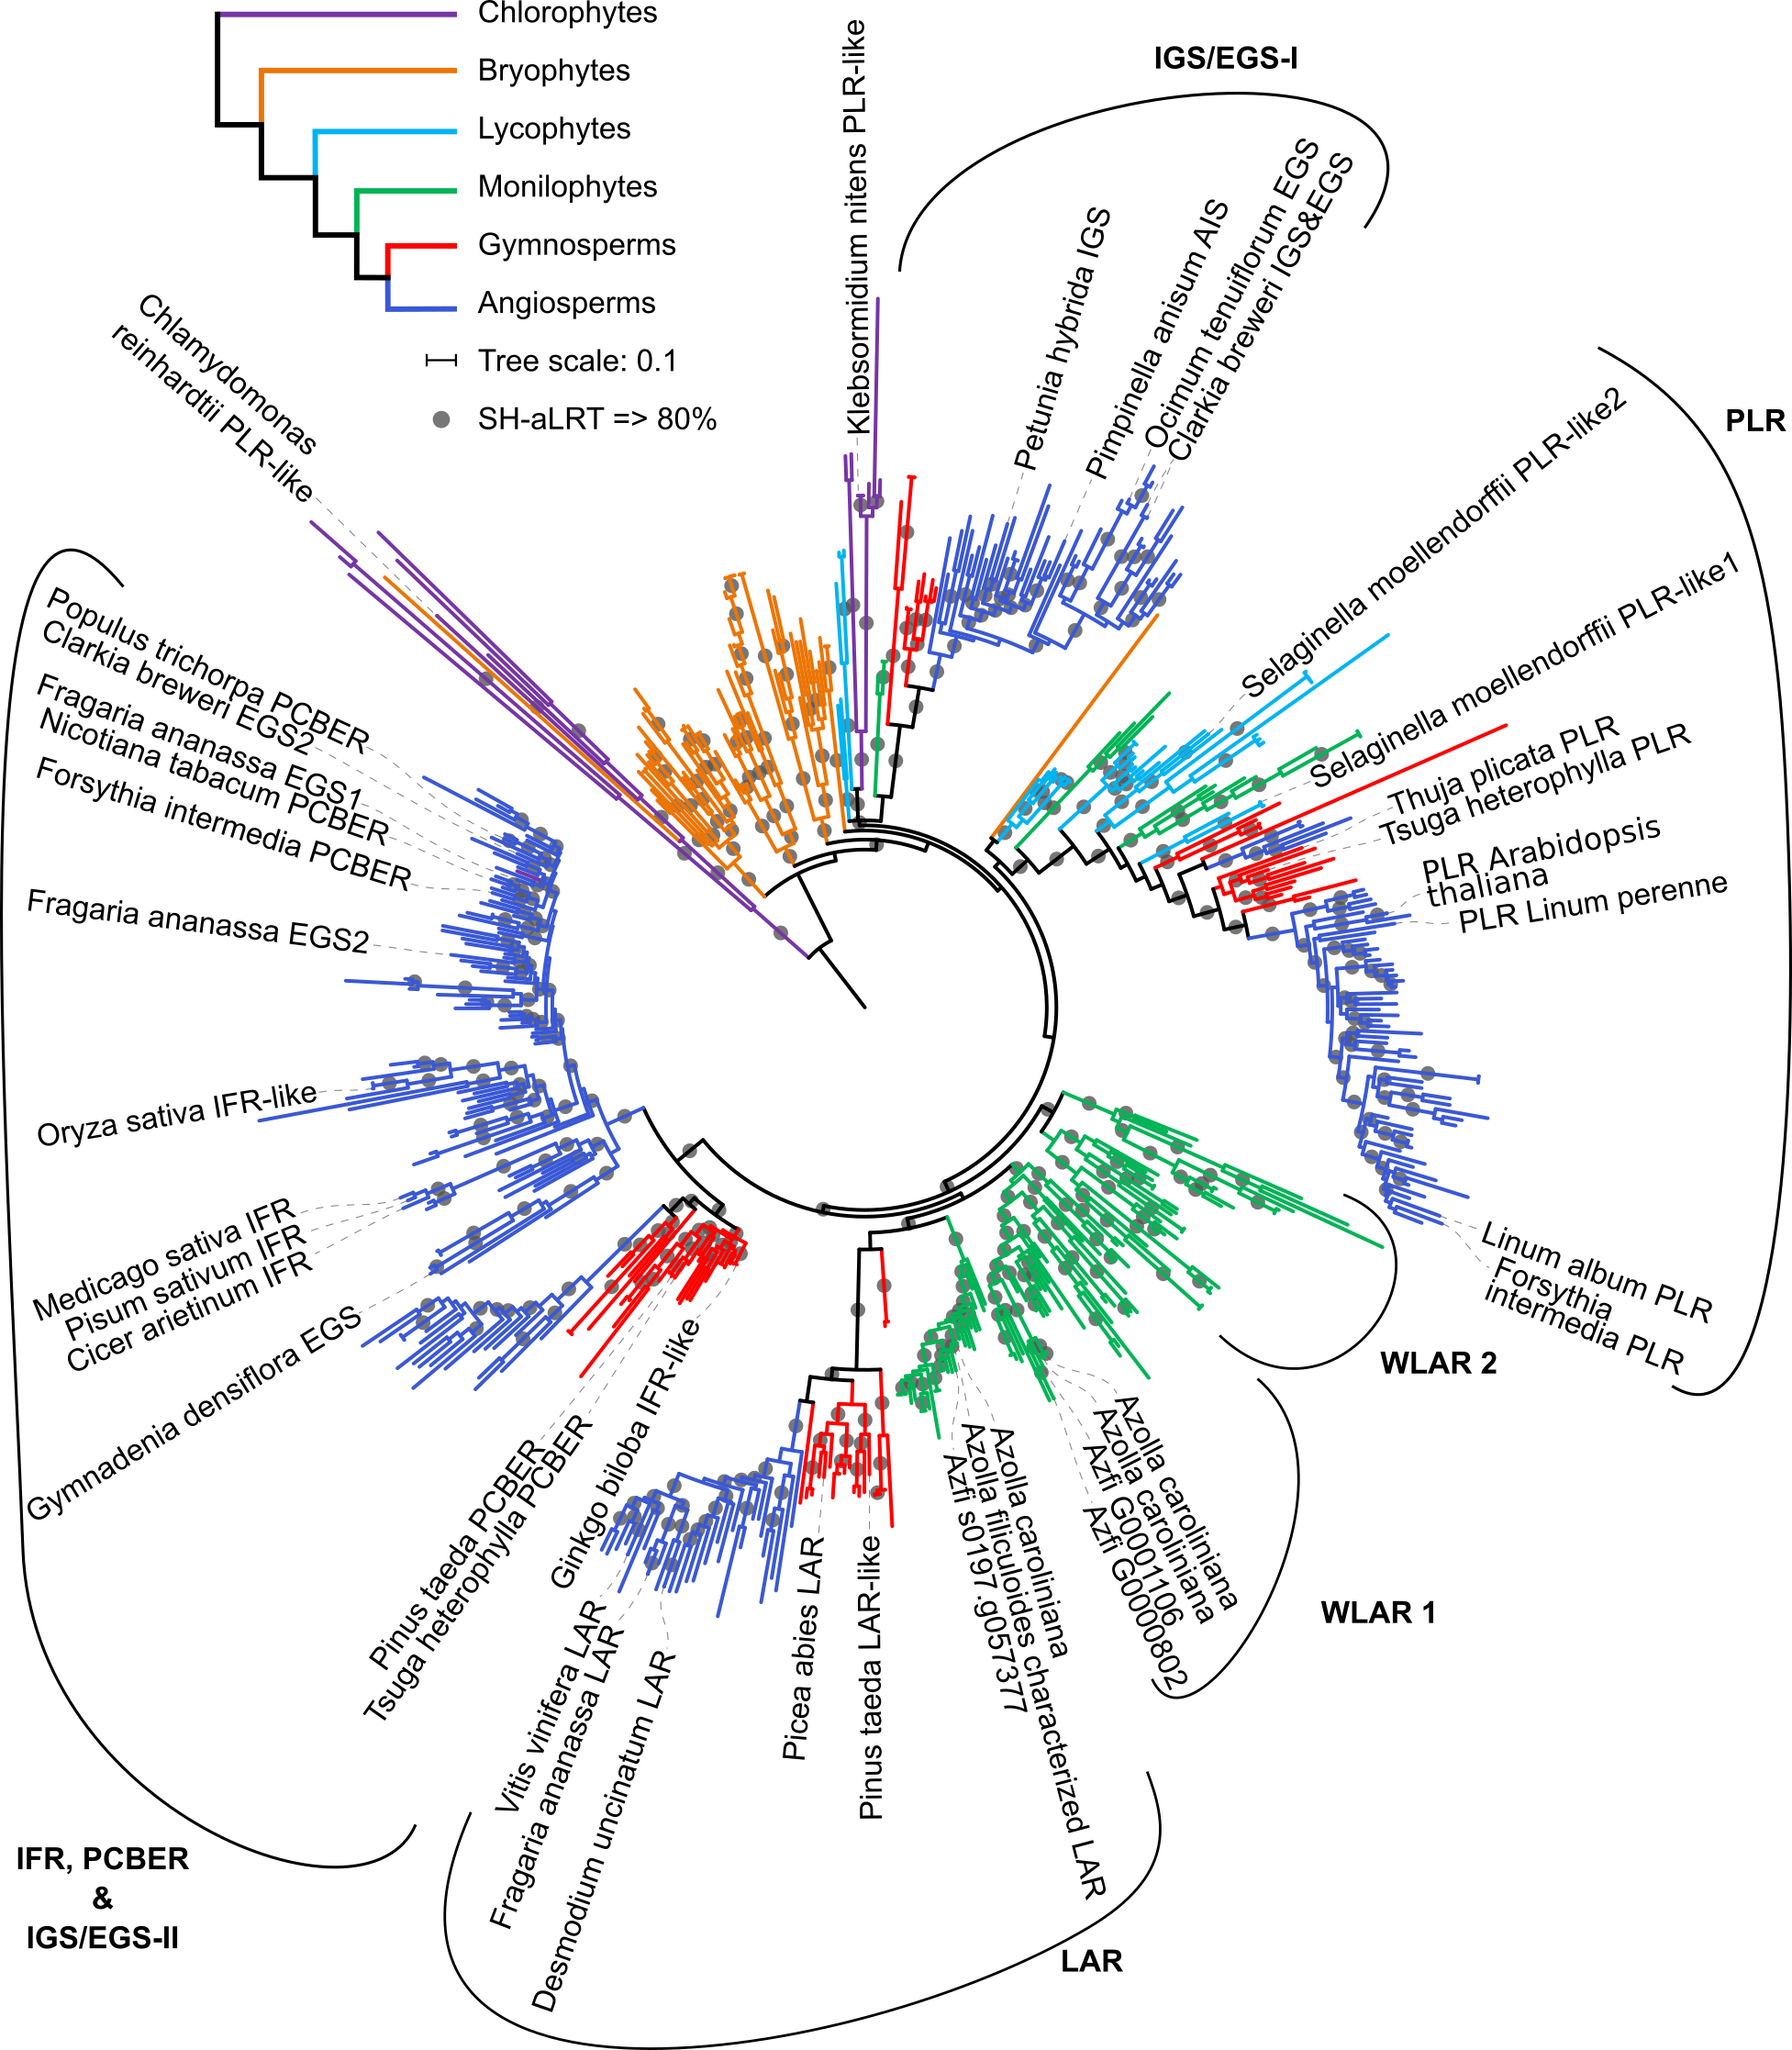 Chlorophytes
Bryophytes
Lycophytes
Monilophytes
Gymnosperms
Angiosperms
Tree scale: 0.1
SH-aLRT => 80%
Chlamydomonas
reinhardtii PLR-like
Klebsormidium nitens PLR-like
IGS/EGS-I
Petunia hybrida IGS
Pimpinella anisum AIS
Ocimum tenuiflorum EGS
Clarkia breweri IGS&EGS
PLR
Selaginella moellendorffii PLR-like2
Selaginella moellendorffii PLR-like1
Thuja plicata PLR
Tsuga heterophylla PLR
PLR Arabidopsis
thaliana
PLR Linum perenne
Linum album PLR
Forsythia
intermedia PLR
WLAR 2
Azolla caroliniana
Azolla caroliniana
Azfi G0001106
Azfi G0000802
WLAR 1
Azolla caroliniana
Azolla filiculoides characterized LAR
Azfi s0197.g057377
Pinus taeda LAR-like
Picea abies LAR
Desmodium uncinatum LAR
Fragaria ananassa LAR
Vitis vinifera LAR
LAR
Ginkgo biloba IFR-like
Tsuga heterophylla PCBER
Pinus taeda PCBER
Gymnadenia densiflora EGS
Cicer arietinum IFR
Pisum sativum IFR
Medicago sativa IFR
Oryza sativa IFR-like
Fragaria ananassa EGS2
Forsythia intermedia PCBER
Nicotiana tabacum PCBER
Fragaria ananassa EGS1
Clarkia breweri EGS2
Populus trichorpa PCBER
IFR, PCBER
&
IGS/EGS-II